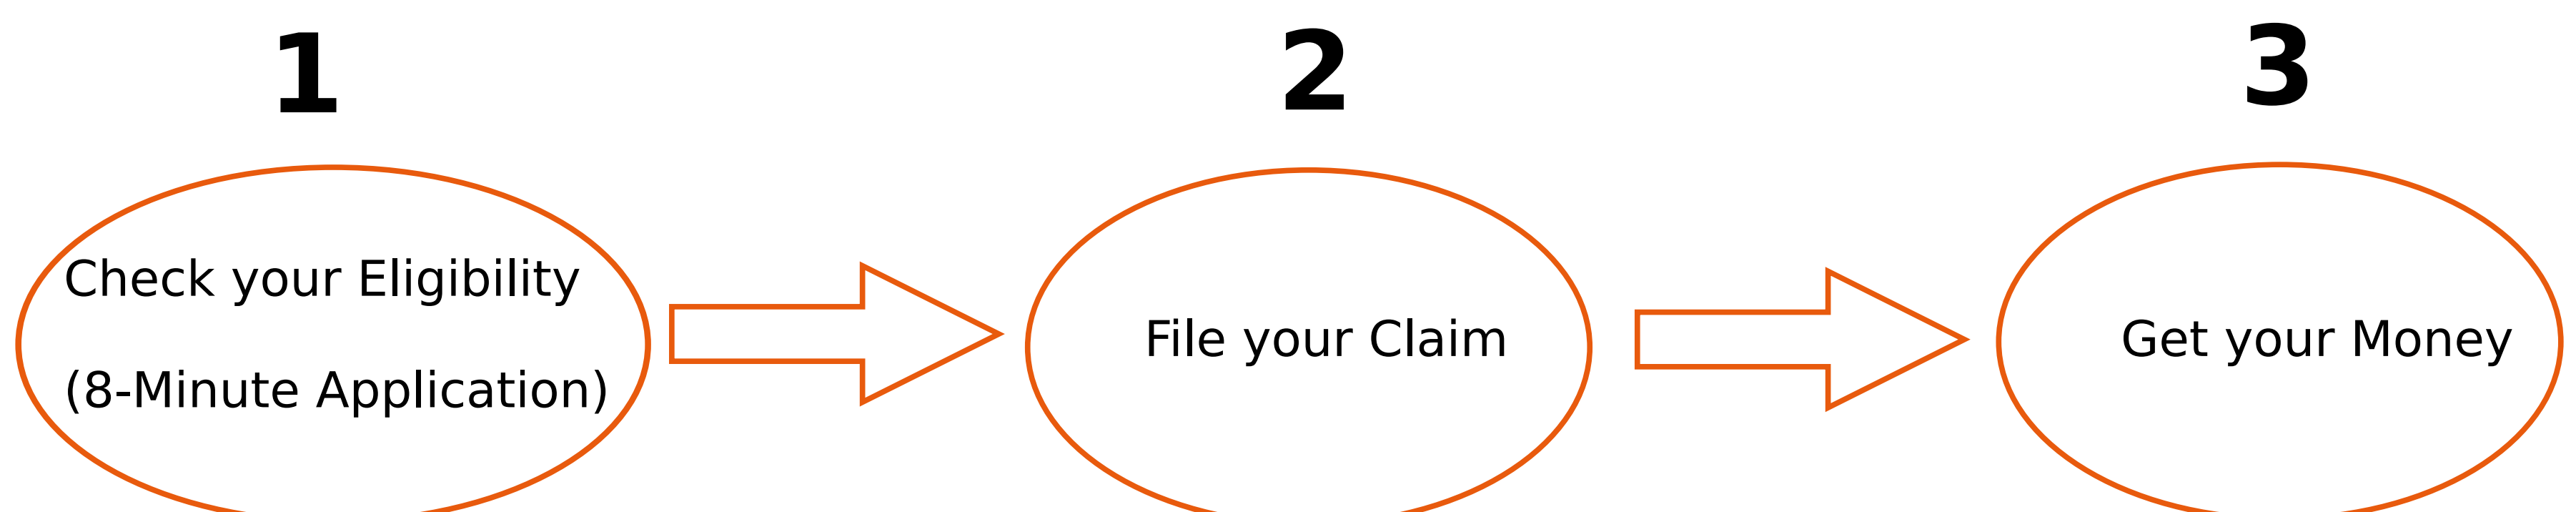 1
2
3
Check your Eligibility
(8-Minute Application)
File your Claim
Get your Money